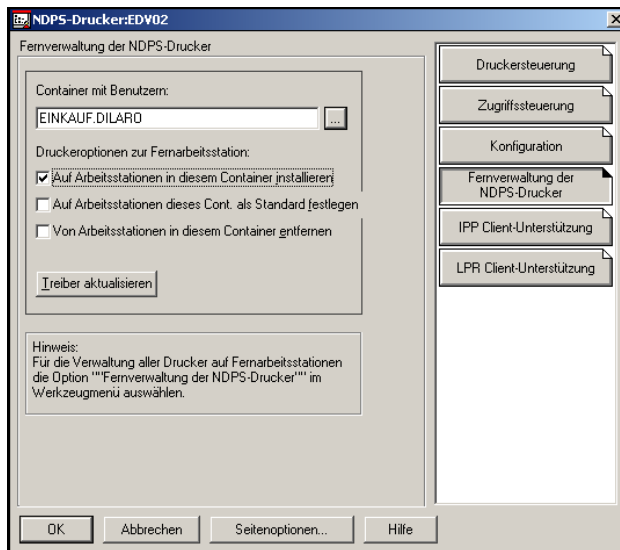 NDPS-Drucker:EDV02
Fernverwaltung der NDPS-Drucker
Container mit Benutzern:
EINKAUF.DILARO
...
Druckeroptionen zur Fernarbeitsstation:
Auf Arbeitsstationen in diesem Container installieren
Auf Arbeitsstationen dieses Cont. als Standard festlegen
Von Arbeitsstationen in diesem Container entfernen
Treiber aktualisieren
Hinweis:
Für die Verwaltung aller Drucker auf Fernarbeitsstationen
die Option ""Fernverwaltung der NDPS-Drucker"" im
Werkzeugmenü auswählen.
Druckersteuerung
Zugriffssteuerung
Konfiguration
Fernverwaltung der
NDPS-Drucker
IPP Client-Unterstützung
LPR Client-Unterstützung
OK
Abbrechen
Seitenoptionen...
Hilfe